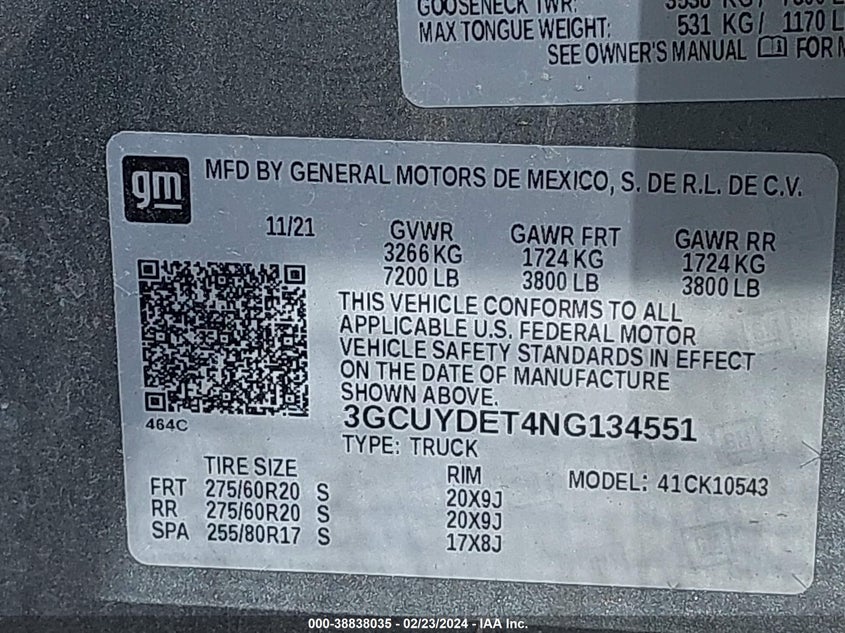 GOOSENECK TWR:
MAX TONGUE WEIGHT: 531 KG/ 1170 L
SEE OWNER'S MANUAL FOR M
gm
MFD BY GENERAL MOTORS DE MEXICO, S. DE R.L. DE C.V.
11/21 GVWR GAWR FRT GAWR RR
3266 KG 1724 KG 1724 KG
7200 LB 3800 LB 3800 LB
THIS VEHICLE CONFORMS TO ALL
APPLICABLE U.S. FEDERAL MOTOR
VEHICLE SAFETY STANDARDS IN EFFECT
ON THE DATE OF MANUFACTURE
SHOWN ABOVE.
464C
3GCUYDET4NG134551
TYPE: TRUCK
TIRE SIZE RIM MODEL: 41CK10543
FRT 275/60R20 S 20X9J
RR 275/60R20 S 20X9J
SPA 255/80R17 S 17X8J
000-38838035 - 02/23/2024 - IAA Inc.